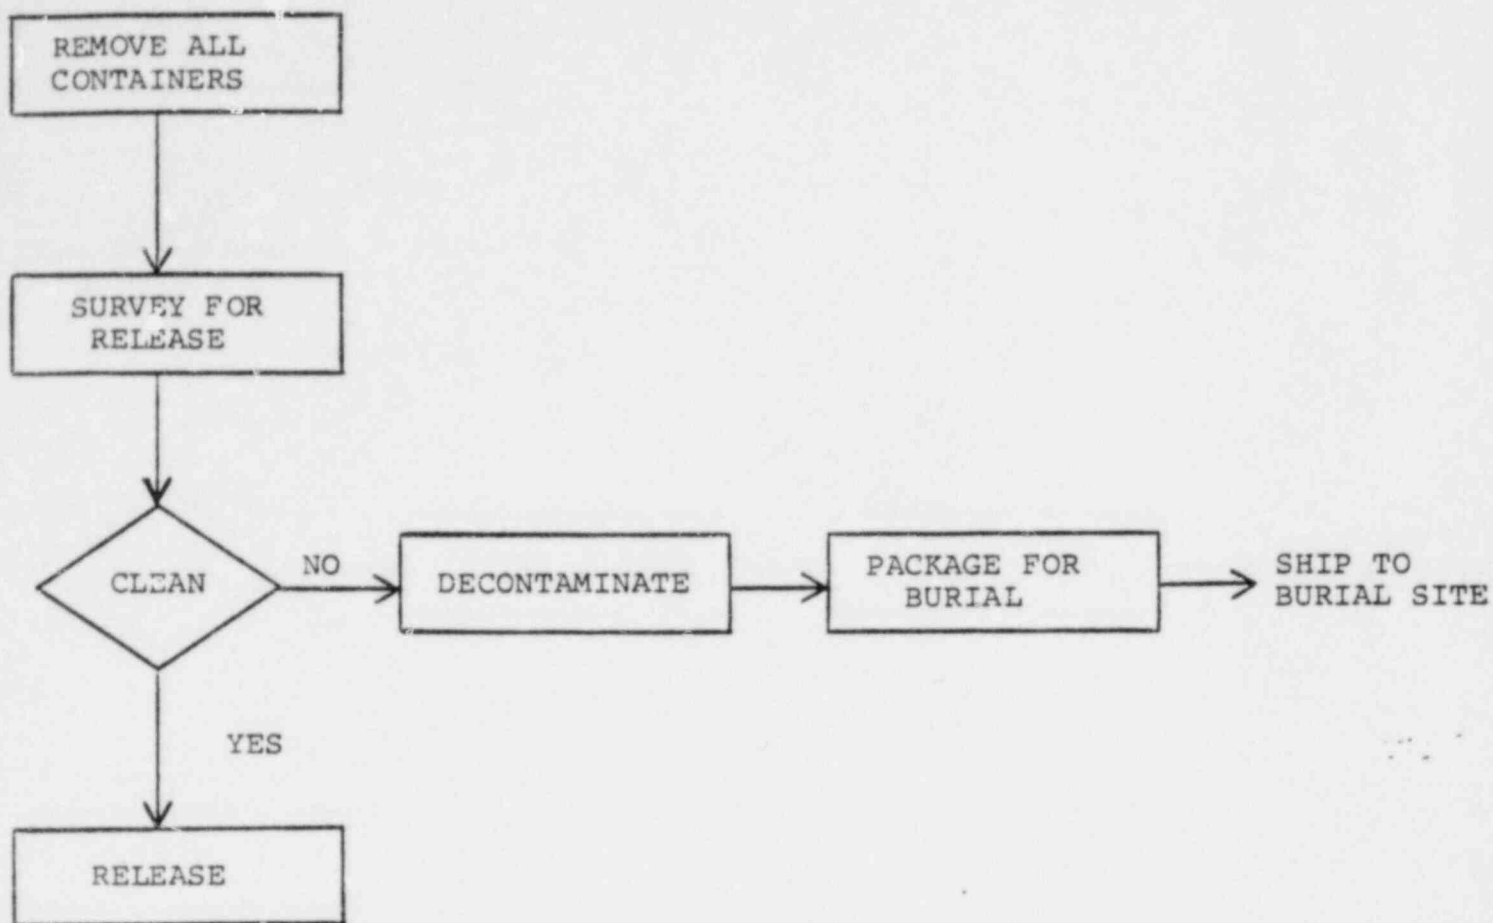 REMOVE ALL
CONTAINERS
SURVEY FOR
RELEASE
CLEAN
NO
DECONTAMINATE
PACKAGE FOR
BURIAL
SHIP TO
BURIAL SITE
YES
RELEASE